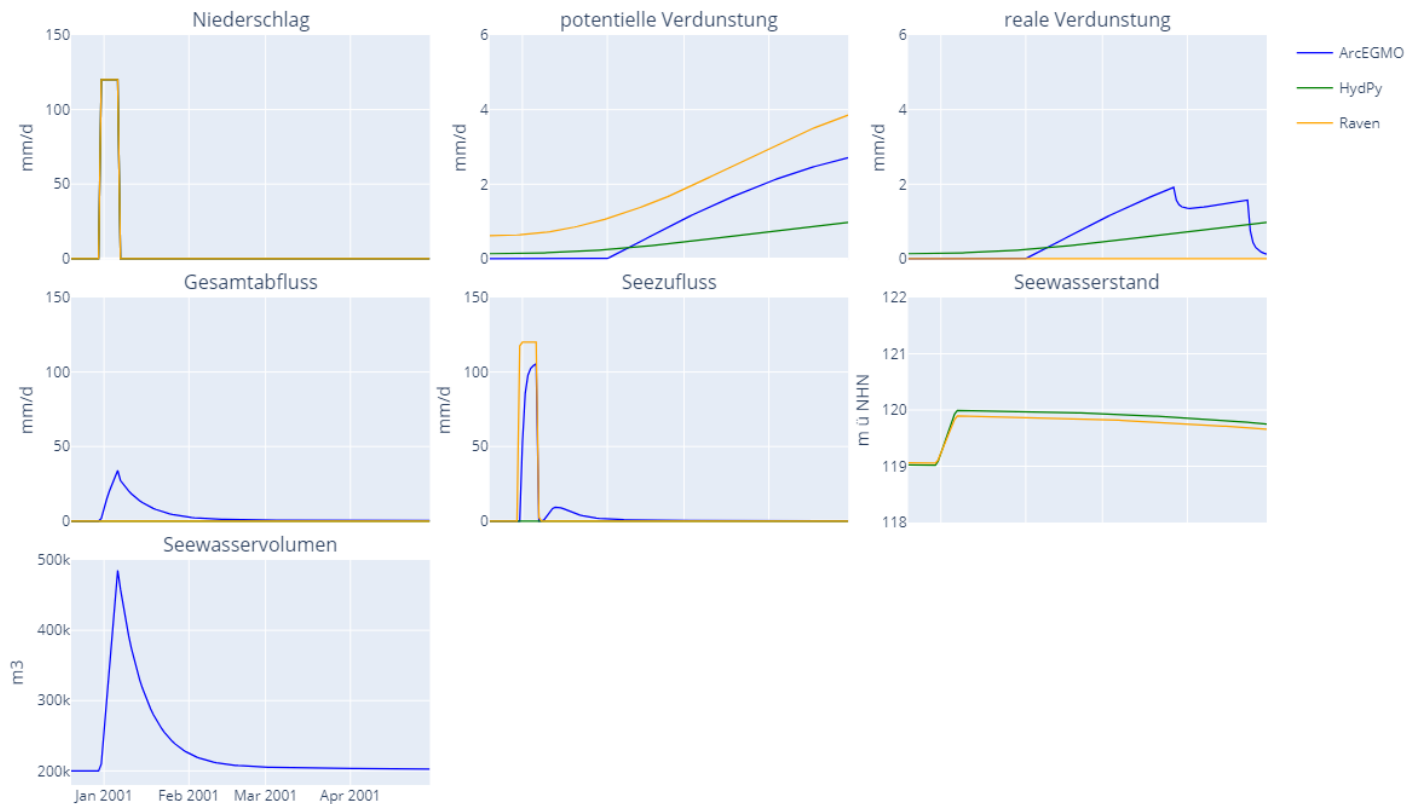 Niederschlag
potentielle Verdunstung
reale Verdunstung
150
100
50
0
mm/d
6
4
2
0
mm/d
6
4
2
0
mm/d
ArcEGMO
HydPy
Raven
Gesamtabfluss
Seezufluss
Seewasserstand
150
100
50
0
mm/d
150
100
50
0
mm/d
122
121
120
119
118
m ü NHN
Seewasservolumen
500k
400k
300k
200k
m3
Jan 2001
Feb 2001
Mar 2001
Apr 2001